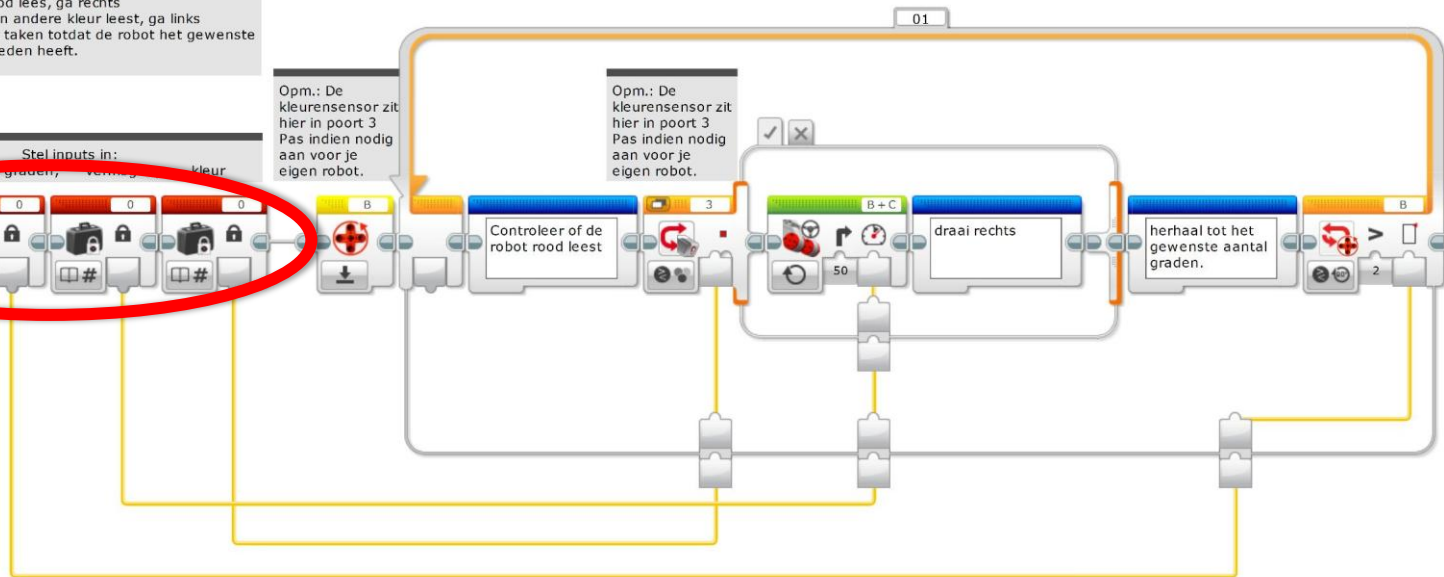 lees, ga rechts
andere kleur leest, ga links
taken totdat de robot het gewenste
heeft.
01
Opm.: De
kleurensensor zit
hier in poort 3
Pas indien nodig
aan voor je
eigen robot.
Opm.: De
kleurensensor zit
hier in poort 3
Pas indien nodig
aan voor je
eigen robot.
Stel inputs in:
graden, kleur
0
0
0
B
Controleer of de
robot rood leest
3
B + C
50
draai rechts
herhaal tot het
gewenste aantal
graden.
B
>
2
#
#